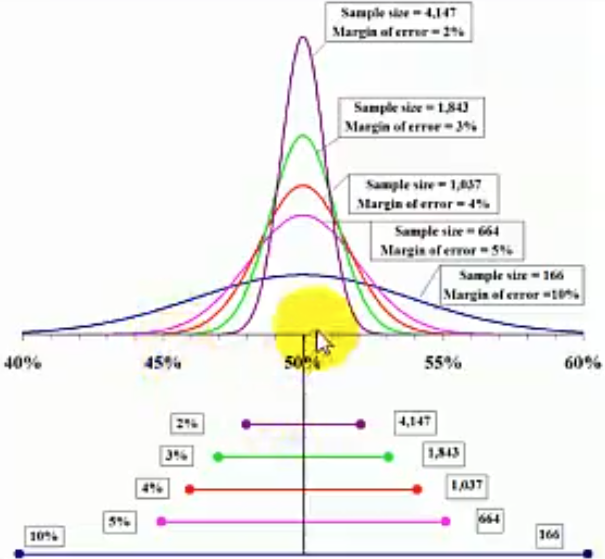 Sample size = 4,147
Margin of error = 2%
Sample size = 1,843
Margin of error = 3%
Sample size = 1,037
Margin of error = 4%
Sample size = 664
Margin of error = 5%
Sample size = 166
Margin of error =10%
40% 45% 50% 55% 60%
2% 4,147
3% 1,843
4% 1,037
5% 664
10% 166